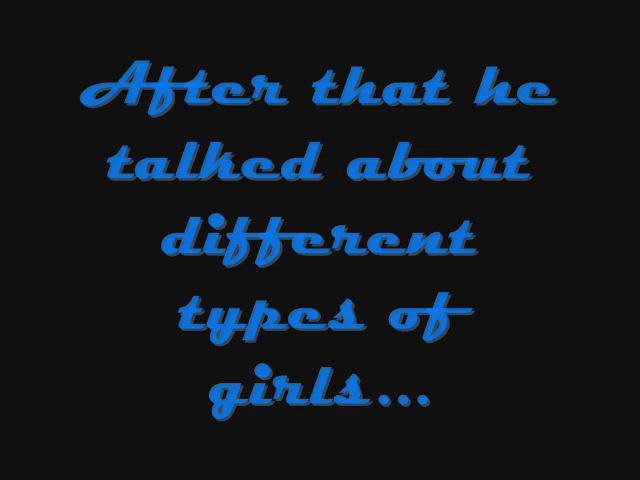 After that he
talked about
different
types of
girls...